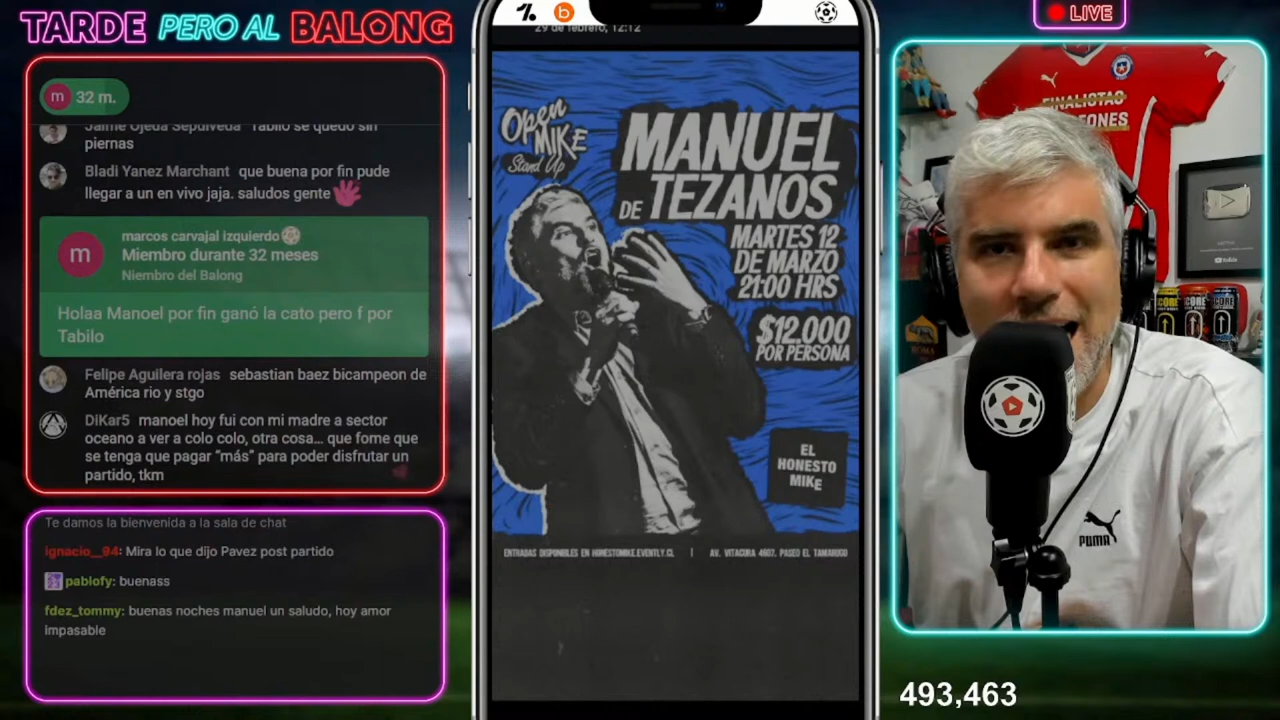 TARDE PERO AL BALONG
m 32 m.
Jaime Ojeda Sepulveda Tabilo se quedó sin
piernas
Bladi Yanez Marchant que buena por fin pude
llegar a un en vivo jaja. saludos gente
m
marcos carvajal izquierdo
Miembro durante 32 meses
Niembro del Balong
Holaa Manoel por fin ganó la cato pero f por
Tabilo
Felipe Aguilera rojas sebastian baez bicampeon de
América rio y stgo
DiKar5 manoel hoy fui con mi madre a sector
oceano a ver a colo colo, otra cosa... que fome que
se tenga que pagar “más” para poder disfrutar un
partido, tkm
Te damos la bienvenida a la sala de chat
ignacio__94: Mira lo que dijo Pavez post partido
pablofy: buenass
fdez_tommy: buenas noches manuel un saludo, hoy amor
impasable
b
29 de febrero, 12:12
Open
MIKE
Stand Up
MANUEL
DE TEZANOS
MARTES 12
DE MARZO
21:00 HRS
$12.000
POR PERSONA
EL
HONESTO
MIKE
ENTRADAS DISPONIBLES EN HONESTOMIKE.EVENTLY.CL | AV. VITACURA 4607. PASEO EL TAMARUGO
LIVE
FINALISTAS
YouTube
SCORE
CORE
ROMA
PUMA
493,463